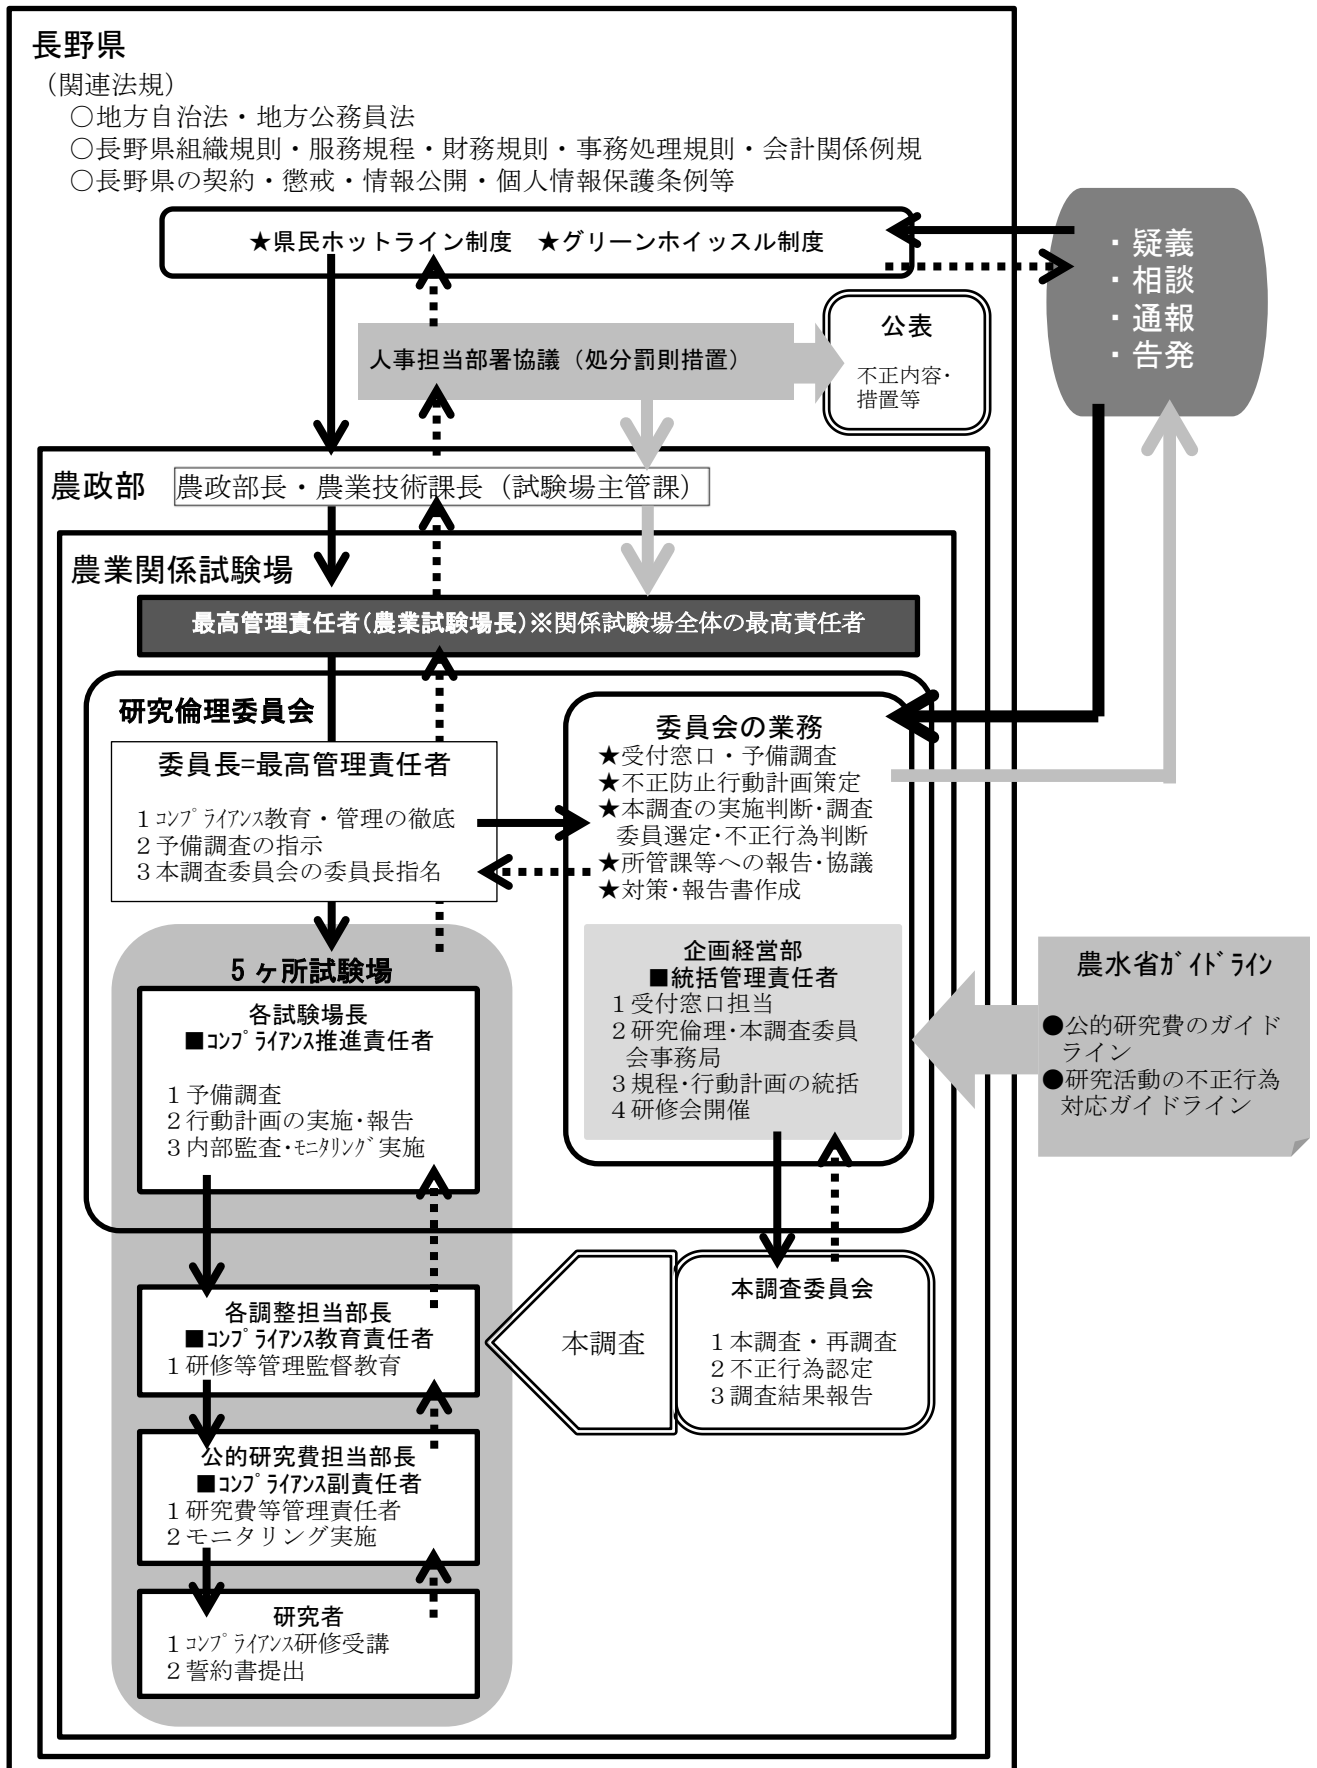 長野県
（関連法規）
○地方自治法・地方公務員法
○長野県組織規則・服務規程・財務規則・事務処理規則・会計関係例規
○長野県の契約・懲戒・情報公開・個人情報保護条例等
★県民ホットライン制度　★グリーンホイッスル制度
・疑義
・相談
・通報
・告発
人事担当部署協議（処分罰則措置）
公表
不正内容・
措置等
農政部
農政部長・農業技術課長（試験場主管課）
農業関係試験場
最高管理責任者（農業試験場長）※関係試験場全体の最高責任者
研究倫理委員会
委員長=最高管理責任者
１ｺﾝﾌﾟﾗｲｱﾝｽ教育・管理の徹底
２予備調査の指示
３本調査委員会の委員長指名
委員会の業務
★受付窓口・予備調査
★不正防止行動計画策定
★本調査の実施判断・調査
委員選定・不正行為判断
★所管課等への報告・協議
★対策・報告書作成
企画経営部
■統括管理責任者
１受付窓口担当
２研究倫理・本調査委員
会事務局
３規程・行動計画の統括
４研修会開催
農水省ｶﾞｲﾄﾞﾗｲﾝ
●公的研究費のガイド
ライン
●研究活動の不正行為
対応ガイドライン
５ヶ所試験場
各試験場長
■ｺﾝﾌﾟﾗｲｱﾝｽ推進責任者
１予備調査
２行動計画の実施・報告
３内部監査・ﾓﾆﾀﾘﾝｸﾞ実施
各調整担当部長
■ｺﾝﾌﾟﾗｲｱﾝｽ教育責任者
１研修等管理監督教育
本調査
本調査委員会
１本調査・再調査
２不正行為認定
３調査結果報告
公的研究費担当部長
■ｺﾝﾌﾟﾗｲｱﾝｽ副責任者
１研究費等管理責任者
２モニタリング実施
研究者
１ｺﾝﾌﾟﾗｲｱﾝｽ研修受講
２誓約書提出